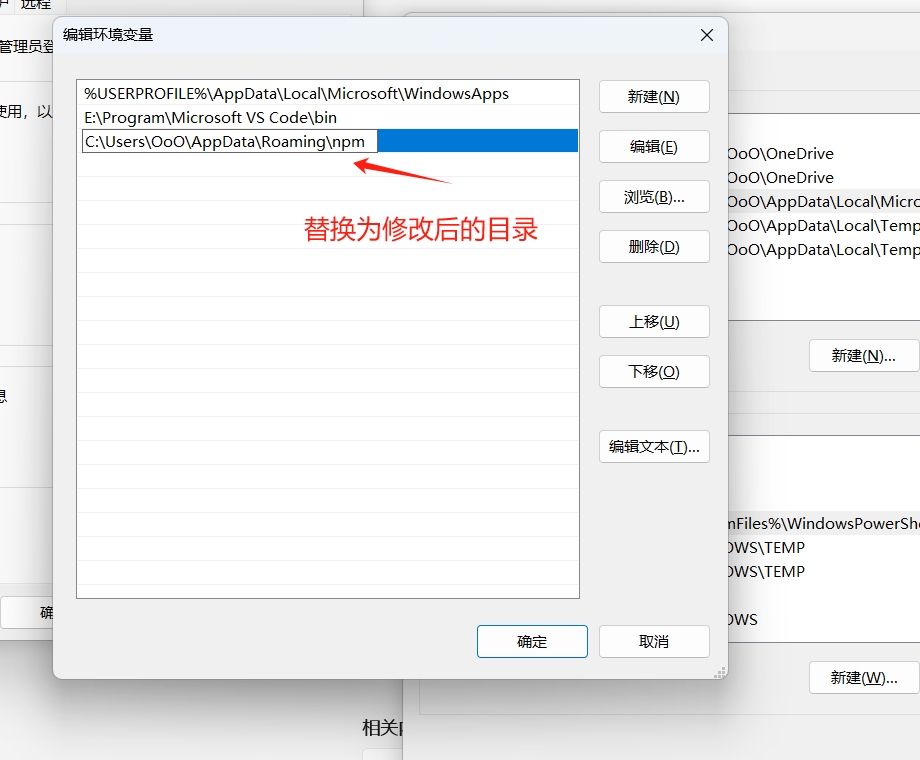 远程
编辑环境变量
管理员登
使用，以
%USERPROFILE%\AppData\Local\Microsoft\WindowsApps
E:\Program\Microsoft VS Code\bin
C:\Users\OoO\AppData\Roaming\npm
替换为修改后的目录
新建(N)
编辑(E)
浏览(B)...
删除(D)
上移(U)
下移(O)
编辑文本(T)...
确定
取消
OoO\OneDrive
OoO\OneDrive
OoO\AppData\Local\Micro
OoO\AppData\Local\Temp
OoO\AppData\Local\Temp
新建(N)...
mFiles%\WindowsPowerShe
OWS\TEMP
OWS\TEMP
OWS
新建(W)...
确
相关